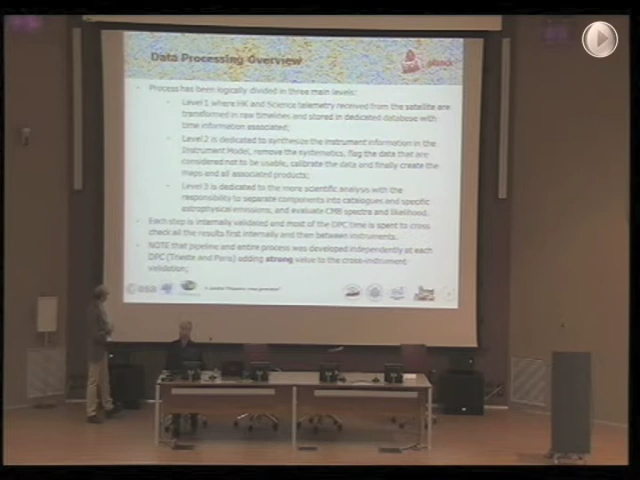 Data Processing Overview
planck
- Process has been logically divided in three main levels:
- Level 1 where HK and Science telemetry received from the satellite are
transformed in raw timelines and stored in dedicated database with
time information associated;
- Level 2 is dedicated to synthesize the instrument information in the
Instrument Model, remove the systematics, flag the data that are
considered not to be usable, calibrate the data and finally create the
maps and all associated products;
- Level 3 is dedicated to the more scientific analysis with the
responsibility to separate components into catalogues and specific
astrophysical emissions, and evaluate CMB spectra and likelihood.
- Each step is internally validated and most of the DPC time is spent to cross
check all the results first internally and then between instruments.
- NOTE that pipeline and entire process was developed independently at each
DPC (Trieste and Paris) adding strong value to the cross-instrument
validation;
esa